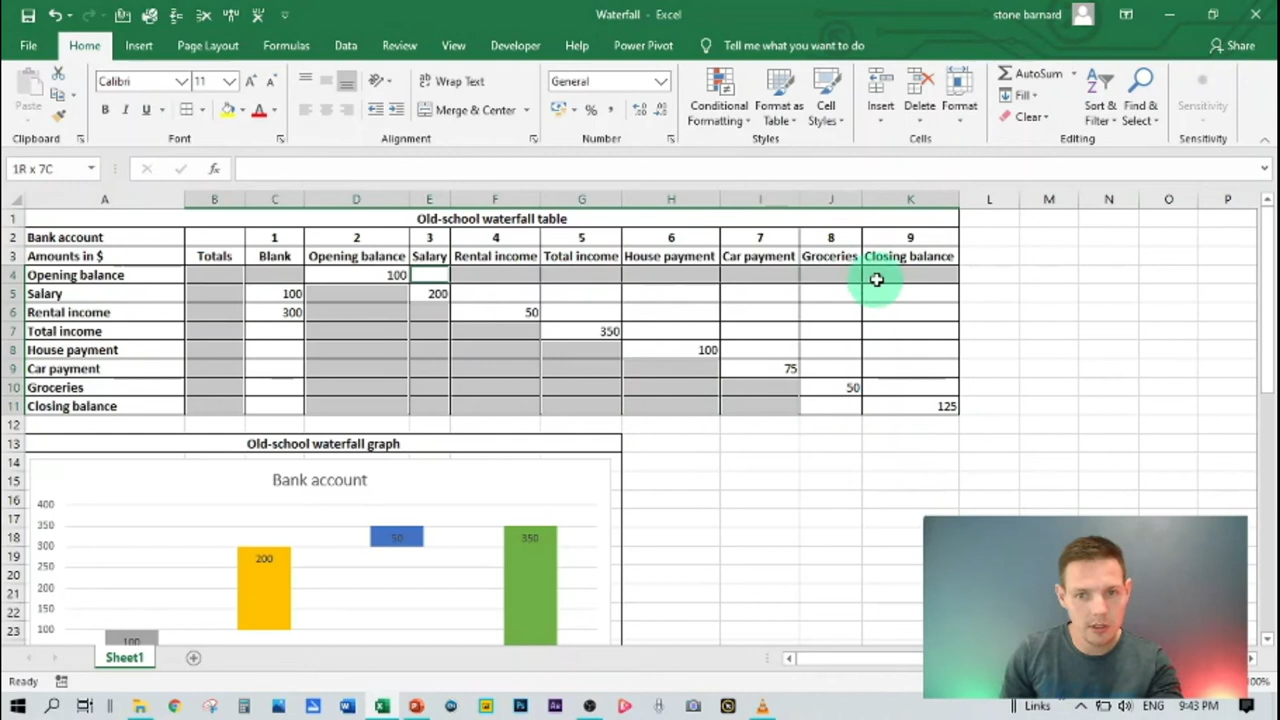 Waterfall - Excel
stone barnard
File Home Insert Page Layout Formulas Data Review View Developer Help Power Pivot Tell me what you want to do Share
Paste
Calibri 11
B I U A
Wrap Text
Merge & Center
General
%
Conditional Formatting
Format as Table
Cell Styles
Insert
Delete
Format
AutoSum
Fill
Clear
Sort & Filter
Find & Select
Sensitivity
Clipboard Font Alignment Number Styles Cells Editing Sensitivity
1R x 7C fx
A B C D E F G H I J K L M N O P
1 Old-school waterfall table
2 Bank account 1 2 3 4 5 6 7 8 9
3 Amounts in $ Totals Blank Opening balance Salary Rental income Total income House payment Car payment Groceries Closing balance
4 Opening balance 100
5 Salary 100 200
6 Rental income 300 50
7 Total income 350
8 House payment 100
9 Car payment 75
10 Groceries 50
11 Closing balance 125
12
13 Old-school waterfall graph
14
15
16
17
18
19
20
21
22
23
Bank account
400
350
300
250
200
150
100
100
200
50
350
Sheet1
Ready
100%
Links ENG 9:43 PM